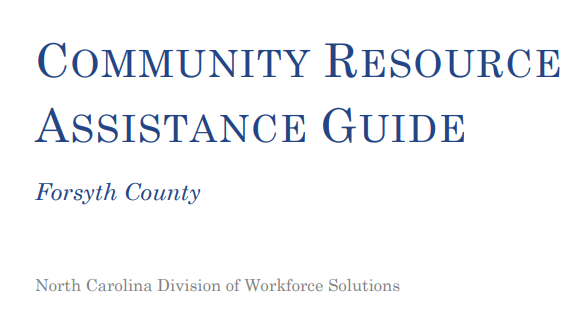 COMMUNITY RESOURCE
ASSISTANCE GUIDE
Forsyth County
North Carolina Division of Workforce Solutions